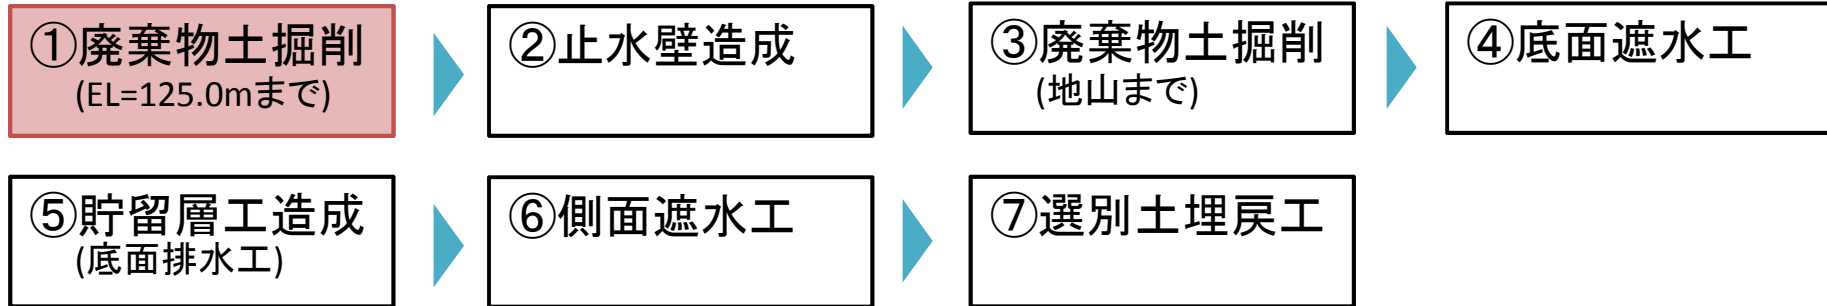 ①廃棄物土掘削
(EL=125.0mまで)
②止水壁造成
③廃棄物土掘削
(地山まで)
④底面遮水工
⑤貯留層工造成
(底面排水工)
⑥側面遮水工
⑦選別土埋戻工